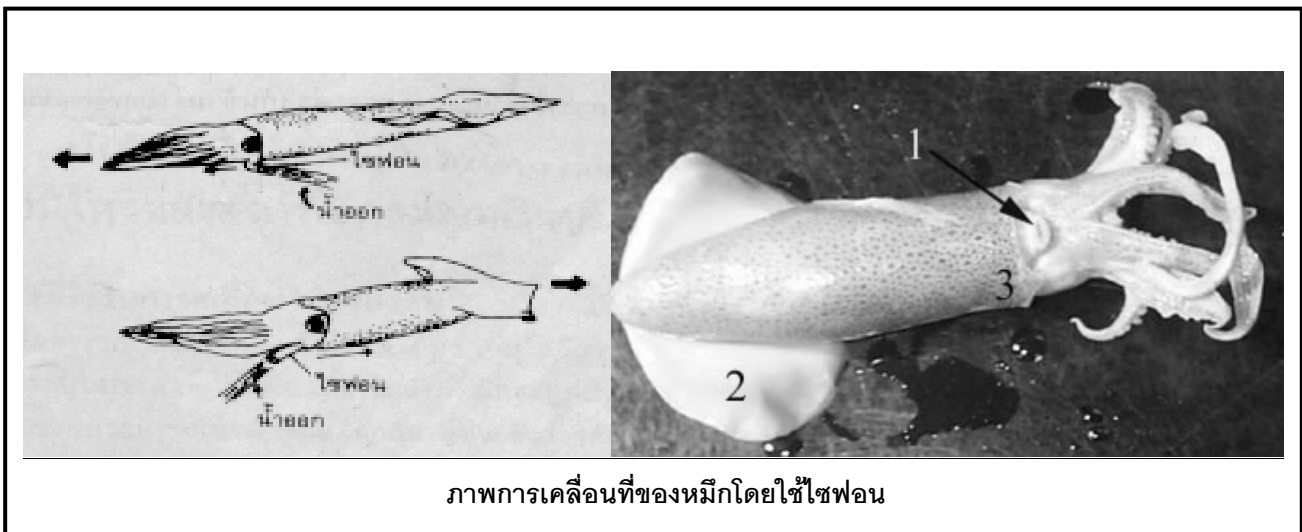 ไซฟอน
น้ำออก
ไซฟอน
น้ำออก
1
2
3
ภาพการเคลื่อนที่ของหมึกโดยใช้ไซฟอน